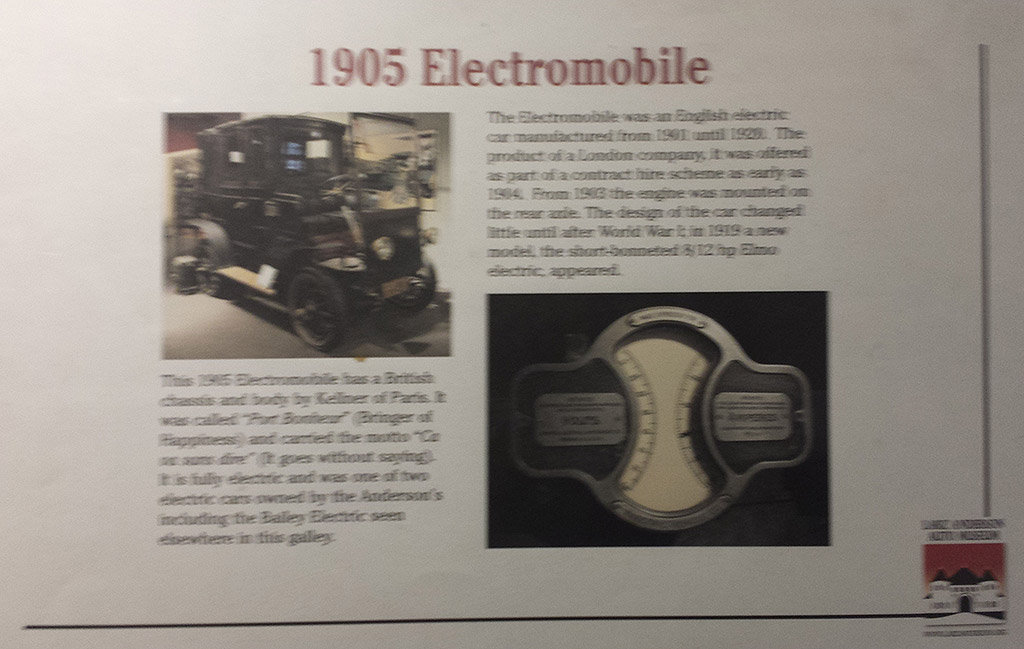 1905 Electromobile
The Electromobile was an English electric
car manufactured from 1901 until 1920. The
product of a London company, it was offered
as part of a contract hire scheme as early as
1904. From 1903 the engine was mounted on
the rear axle. The design of the car changed
little until after World War I; in 1919 a new
model, the short-bonneted 8/12 hp Elmo
electric, appeared.
This 1905 Electromobile has a British
chassis and body by Kellner of Paris. It
was called "Port Bonheur" (Bringer of
Happiness) and carried the motto "Ca
va sans dire" (It goes without saying).
It is fully electric and was one of two
electric cars owned by the Anderson's
including the Bailey Electric seen
elsewhere in this galley.
VOLTS
AMPERES
LARZ ANDERSON
AUTO MUSEUM